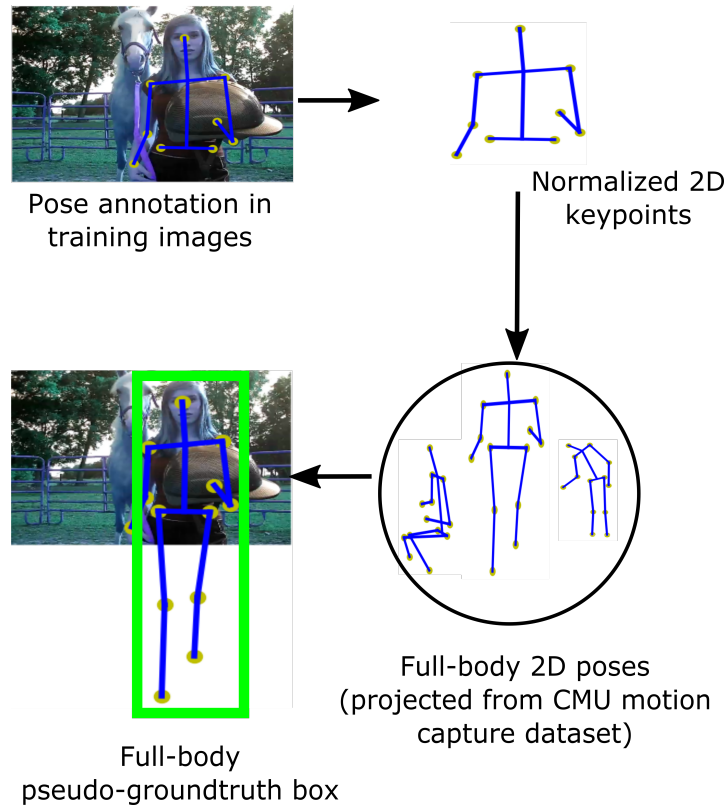 Pose annotation in
training images
Normalized 2D
keypoints
Full-body 2D poses
(projected from CMU motion
capture dataset)
Full-body
pseudo-groundtruth box